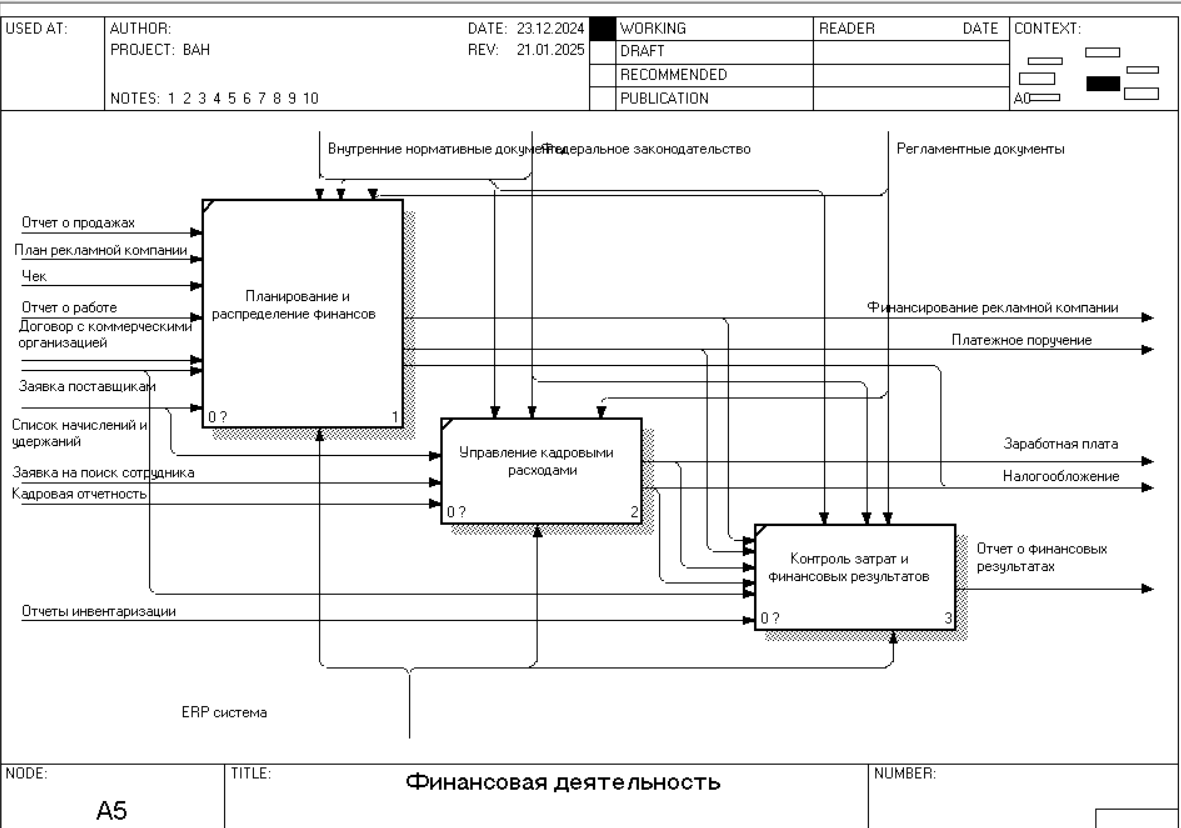 USED AT:
AUTHOR:
DATE: 23.12.2024
PROJECT: ВАН
REV: 21.01.2025
NOTES: 1 2 3 4 5 6 7 8 9 10
WORKING
DRAFT
RECOMMENDED
PUBLICATION
READER
DATE
CONTEXT:
A0
Внутренние нормативные документы
Федеральное законодательство
Регламентные документы
Отчет о продажах
План рекламной компании
Чек
Отчет о работе
Договор с коммерческими
организацией
Заявка поставщикам
Список начислений и
удержаний
Заявка на поиск сотрудника
Кадровая отчетность
Отчеты инвентаризации
Планирование и
распределение финансов
0 ?
1
Управление кадровыми
расходами
0 ?
2
Контроль затрат и
финансовых результатов
0 ?
3
Финансирование рекламной компании
Платежное поручение
Заработная плата
Налогообложение
Отчет о финансовых
результатах
ERP система
NODE:
A5
TITLE:
Финансовая деятельность
NUMBER: